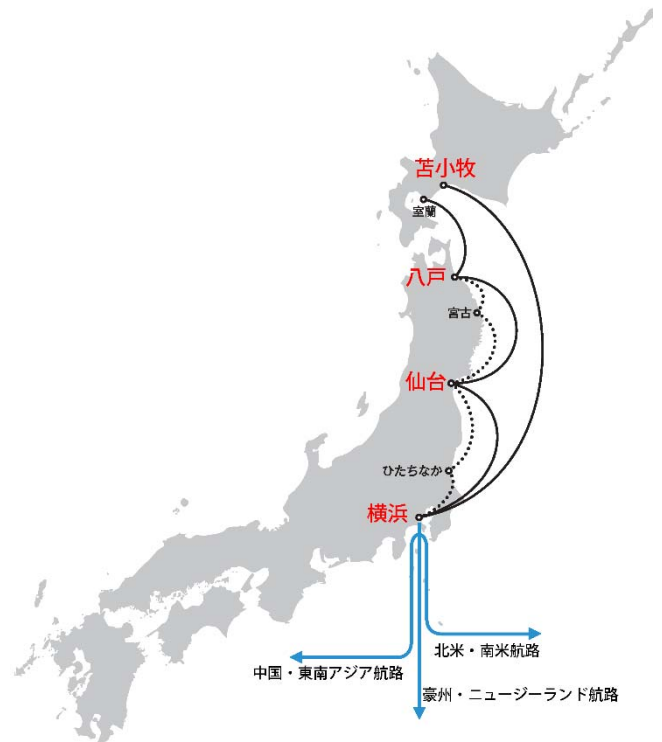 苫小牧
室蘭
八戸
宮古
仙台
ひたちなか
横浜
北米・南米航路
中国・東南アジア航路
豪州・ニュージーランド航路